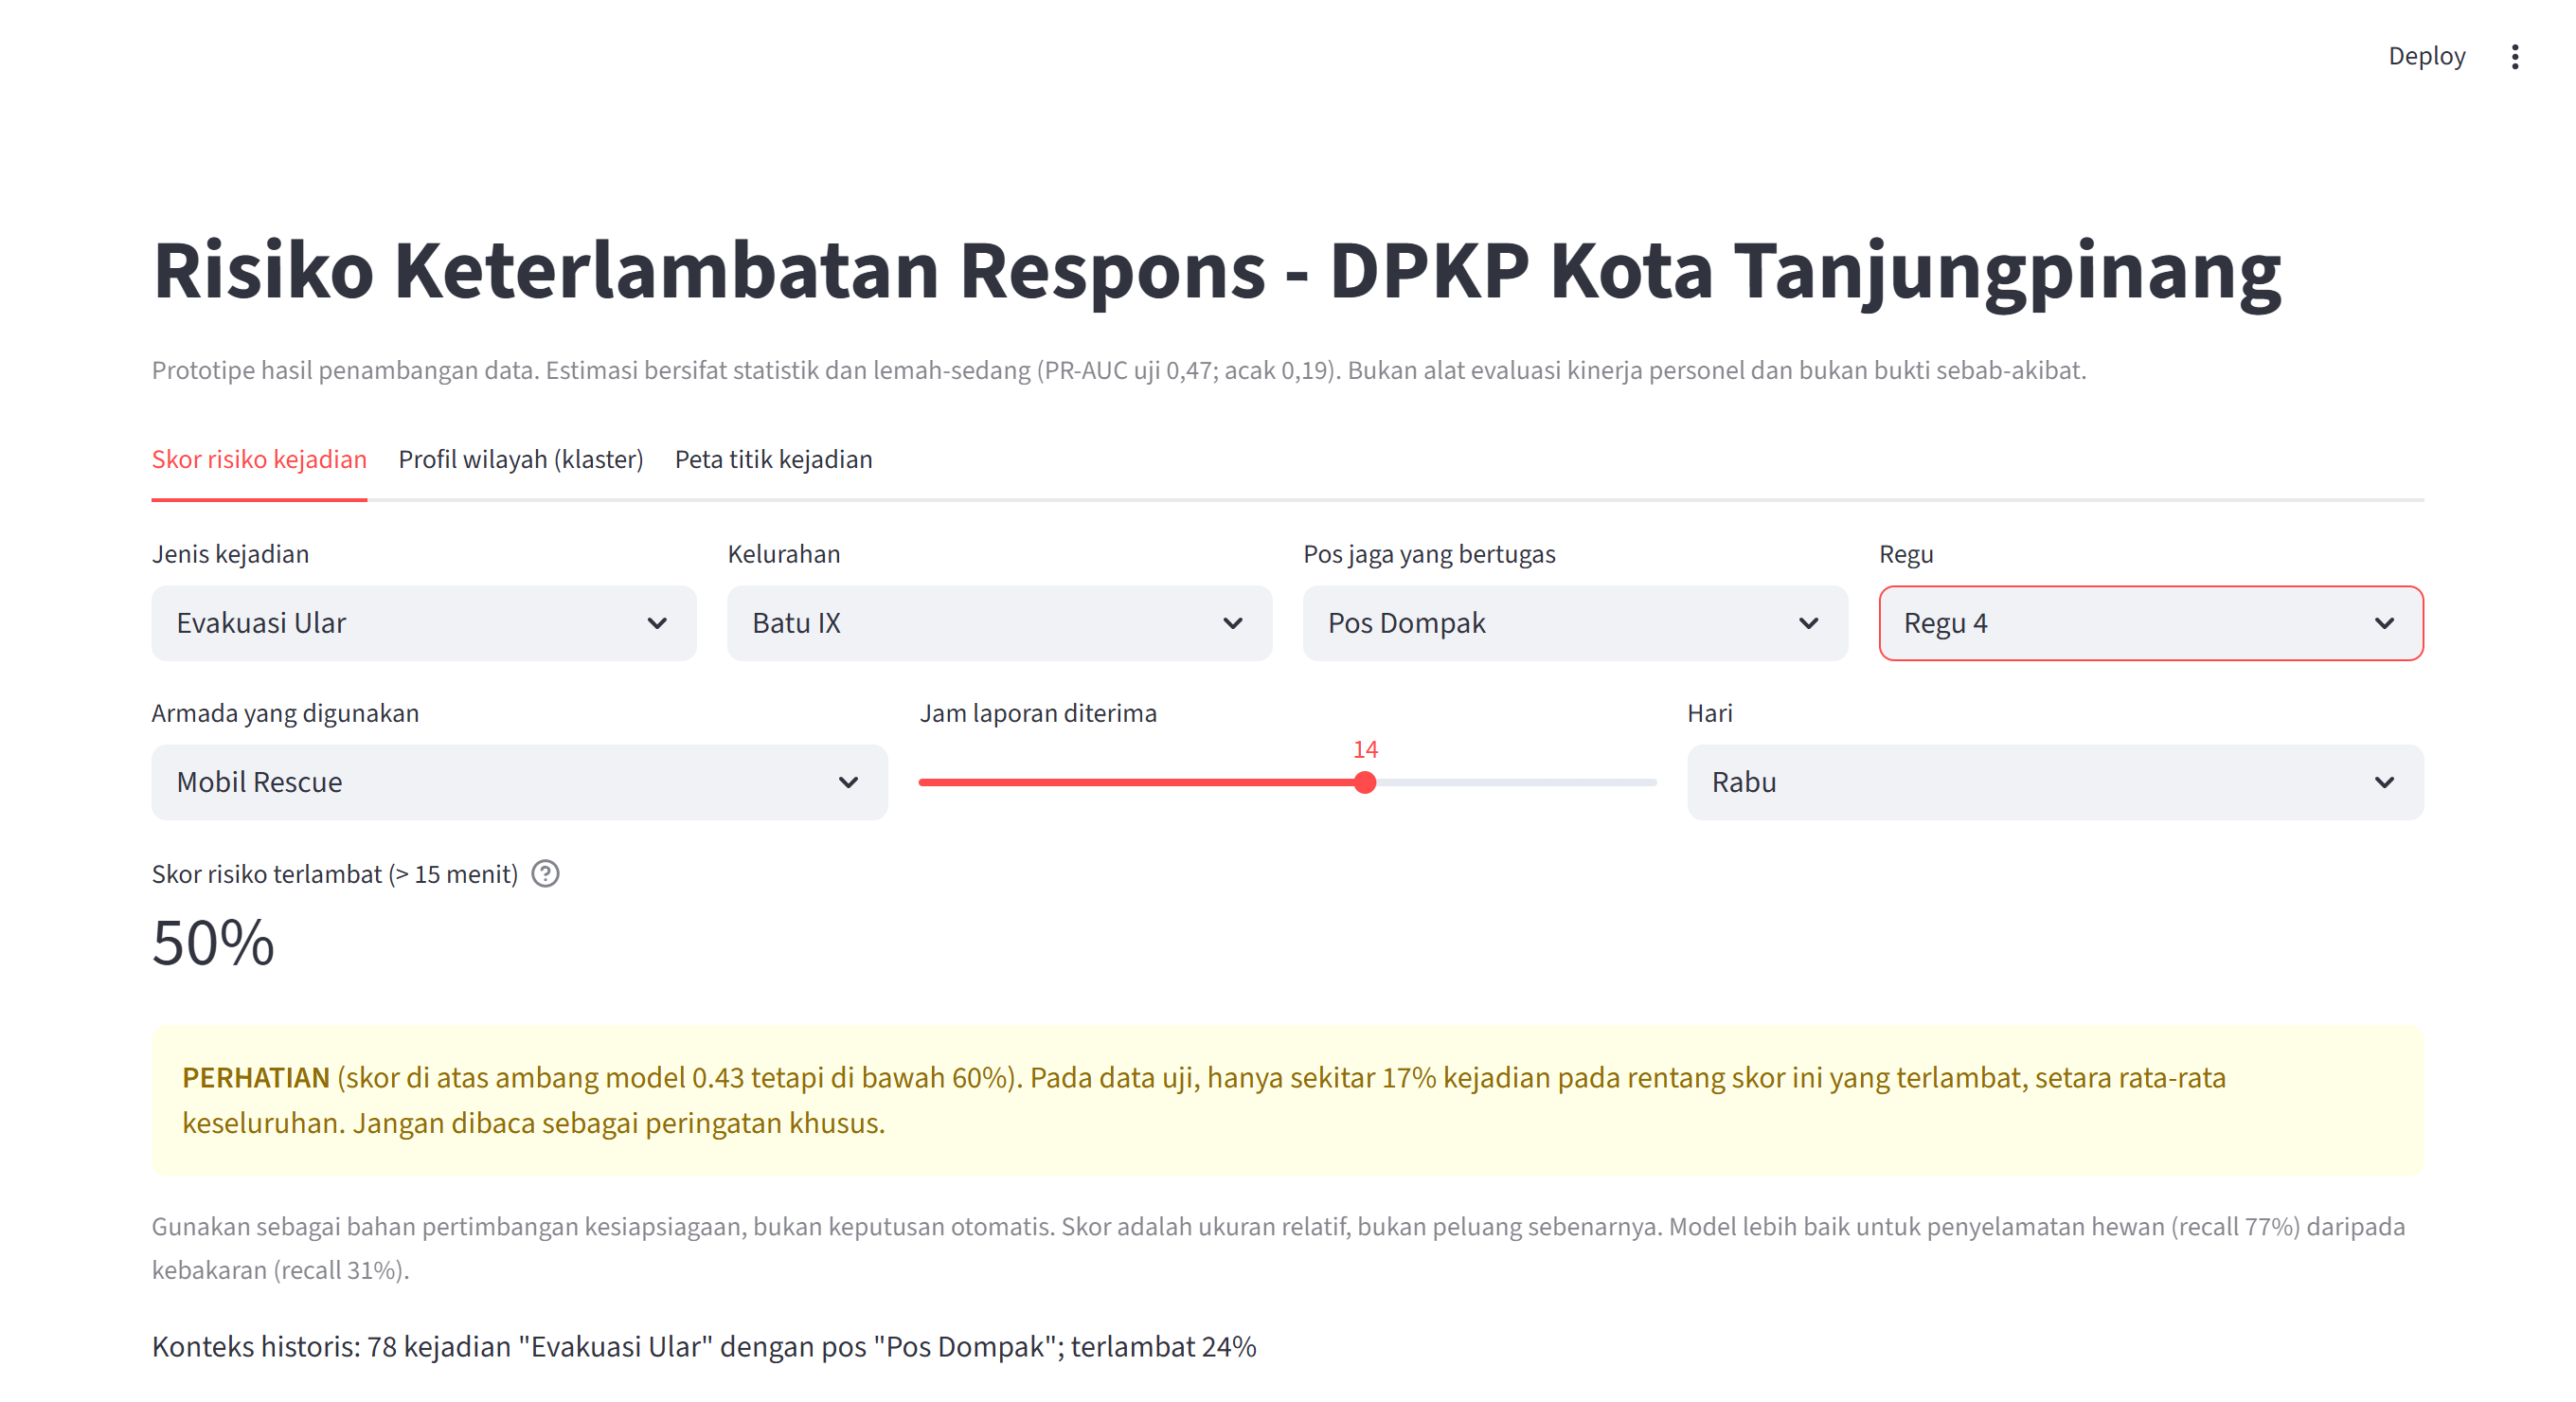 Deploy
Risiko Keterlambatan Respons - DPKP Kota Tanjungpinang
Prototipe hasil penambangan data. Estimasi bersifat statistik dan lemah-sedang (PR-AUC uji 0,47; acak 0,19). Bukan alat evaluasi kinerja personel dan bukan bukti sebab-akibat.
Skor risiko kejadian Profil wilayah (klaster) Peta titik kejadian
Jenis kejadian Kelurahan Pos jaga yang bertugas Regu
Evakuasi Ular Batu IX Pos Dompak Regu 4
Armada yang digunakan Jam laporan diterima Hari
14
Mobil Rescue Rabu
Skor risiko terlambat (> 15 menit) ?
50%
PERHATIAN (skor di atas ambang model 0.43 tetapi di bawah 60%). Pada data uji, hanya sekitar 17% kejadian pada rentang skor ini yang terlambat, setara rata-rata
keseluruhan. Jangan dibaca sebagai peringatan khusus.
Gunakan sebagai bahan pertimbangan kesiapsiagaan, bukan keputusan otomatis. Skor adalah ukuran relatif, bukan peluang sebenarnya. Model lebih baik untuk penyelamatan hewan (recall 77%) daripada
kebakaran (recall 31%).
Konteks historis: 78 kejadian "Evakuasi Ular" dengan pos "Pos Dompak"; terlambat 24%